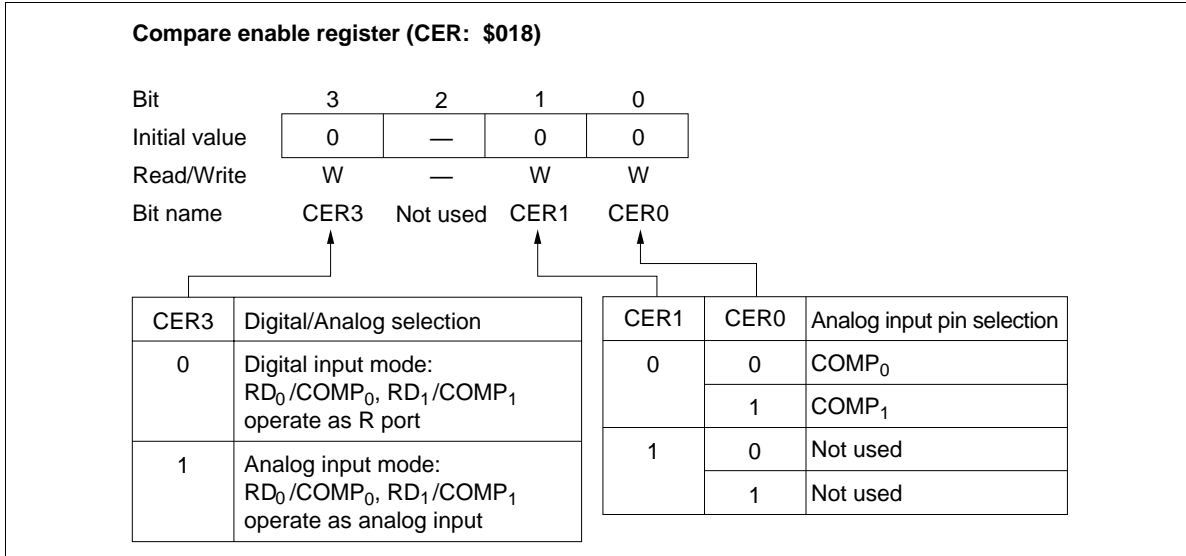 Compare enable register (CER: $018)
Bit 3 2 1 0
Initial value 0 — 0 0
Read/Write W — W W
Bit name CER3 Not used CER1 CER0
CER3 Digital/Analog selection
0 Digital input mode:
RD₀/COMP₀, RD₁/COMP₁
operate as R port
1 Analog input mode:
RD₀/COMP₀, RD₁/COMP₁
operate as analog input
CER1 CER0 Analog input pin selection
0 0 COMP₀
1 COMP₁
1 0 Not used
1 Not used